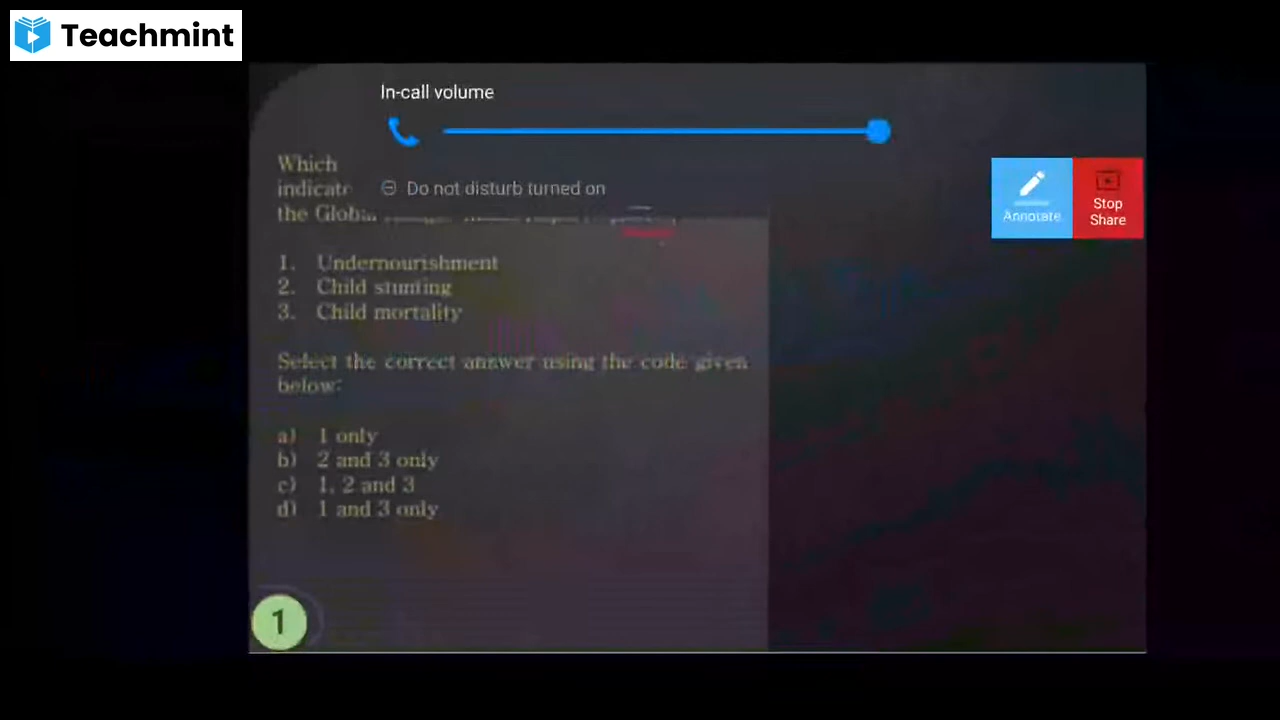 Teachmint
In-call volume
Which
Do not disturb turned on
the
Annotate
Stop
Share
1. Undernourishment
2. Child stunting
3. Child mortality
Select the correct answer using the code given
below:
a) 1 only
b) 2 and 3 only
c) 1, 2 and 3
d) 1 and 3 only
1